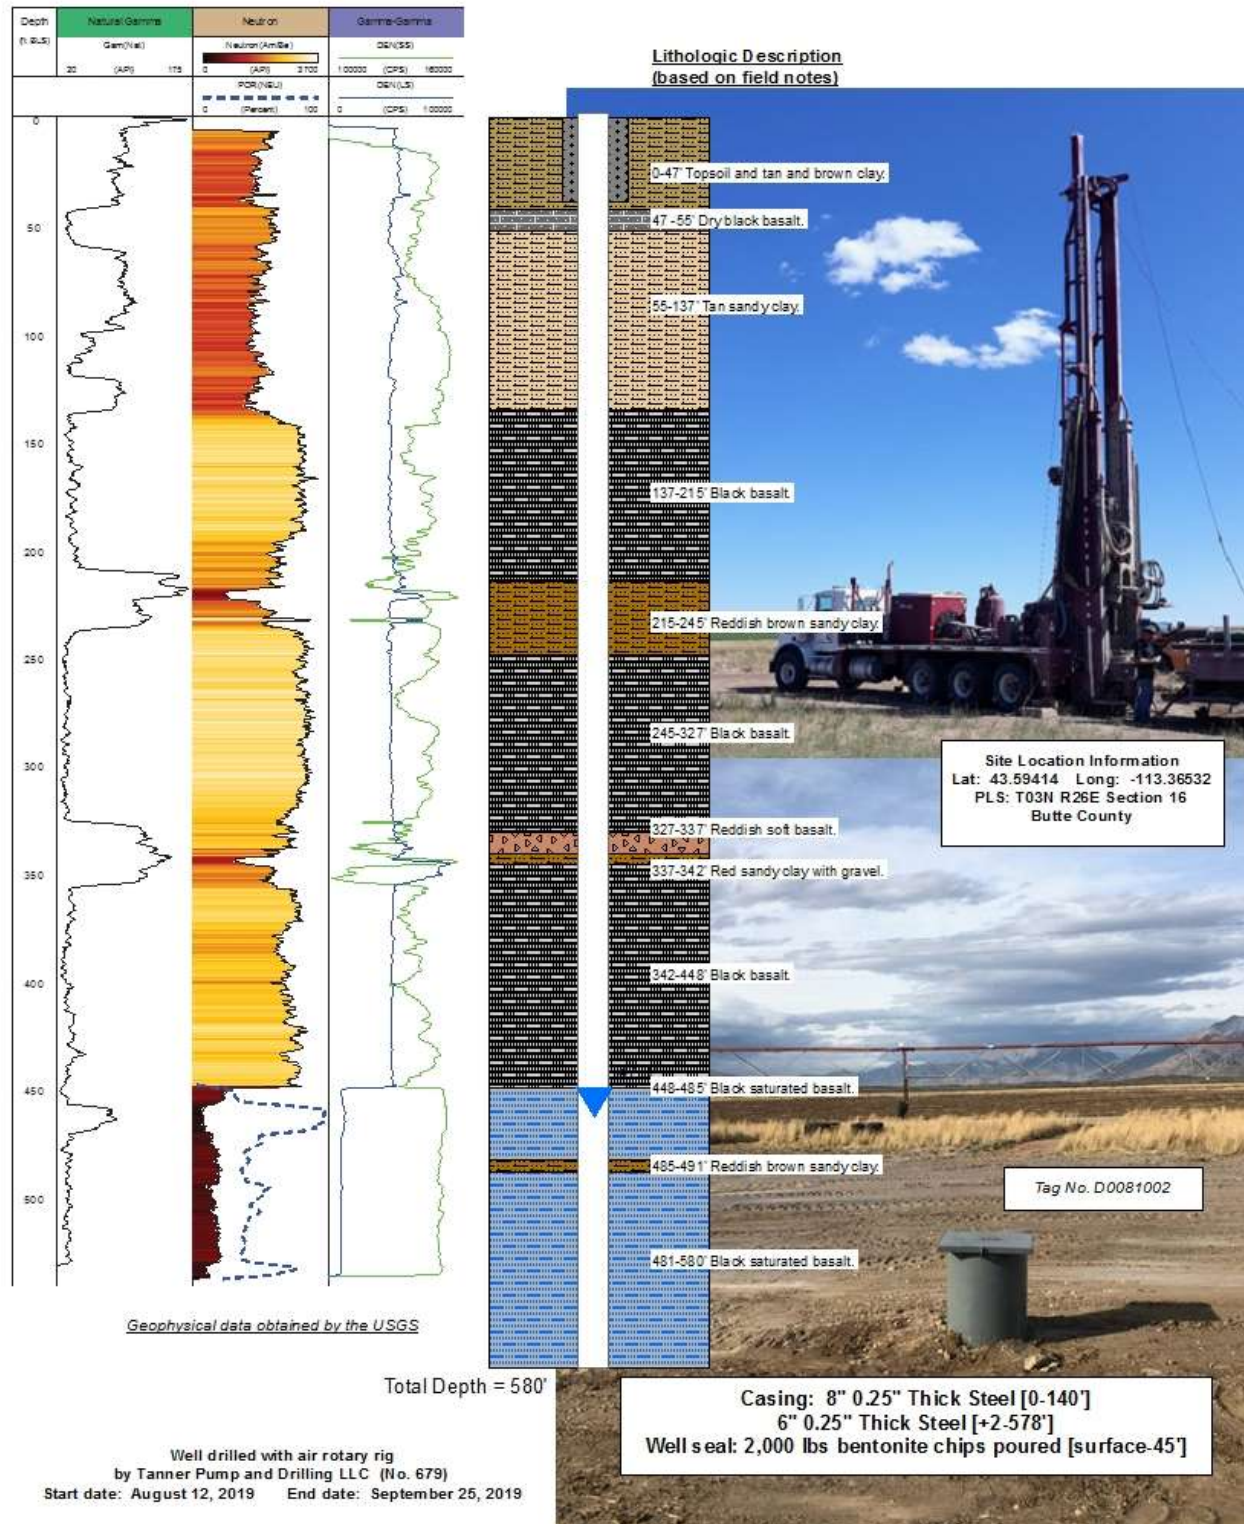 Depth
Natural Gamma
Neutron
Gamma-Gamma
(ft BLS)
Gam(Nat)
20 (API) 175
Neutron(AmBe)
0 (API) 2700
POR(NEU)
0 (Percent) 100
DEN(SS)
100000 (CPS) 160000
DEN(LS)
0 (CPS) 100000
0
50
100
150
200
250
300
350
400
450
500
Lithologic Description
(based on field notes)
0-47' Topsoil and tan and brown clay.
47 -55' Dry black basalt.
55-137' Tan sandy clay.
137-215' Black basalt.
215-245' Reddish brown sandy clay.
245-327' Black basalt.
327-337' Reddish soft basalt.
337-342' Red sandy clay with gravel.
342-448' Black basalt.
448-485' Black saturated basalt.
485-491' Reddish brown sandy clay.
481-580' Black saturated basalt.
Site Location Information
Lat: 43.59414 Long: -113.36532
PLS: T03N R26E Section 16
Butte County
Tag No. D0081002
Geophysical data obtained by the USGS
Total Depth = 580'
Casing: 8" 0.25" Thick Steel [0-140']
6" 0.25" Thick Steel [+2-578']
Well seal: 2,000 lbs bentonite chips poured [surface-45']
Well drilled with air rotary rig
by Tanner Pump and Drilling LLC (No. 679)
Start date: August 12, 2019 End date: September 25, 2019